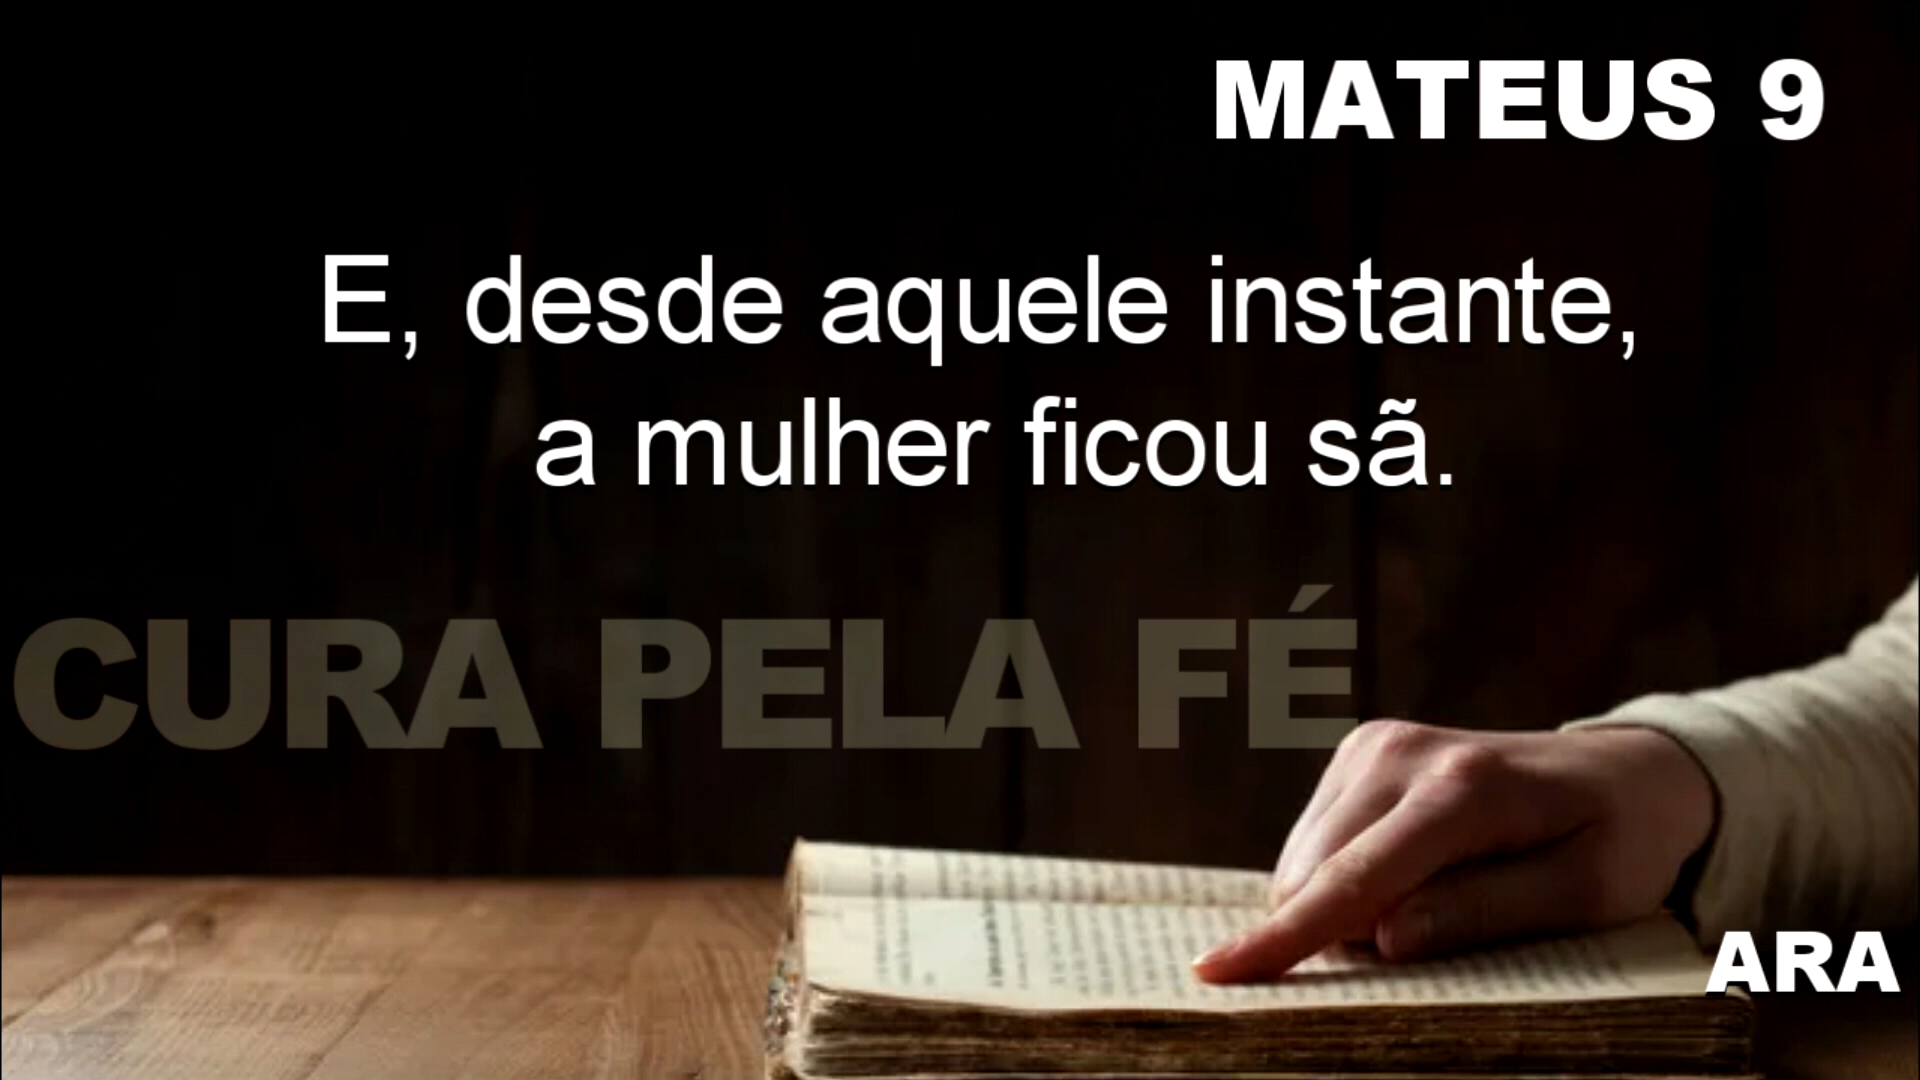 MATEUS 9
E, desde aquele instante,
a mulher ficou sã.
CURA PELA FÉ
ARA